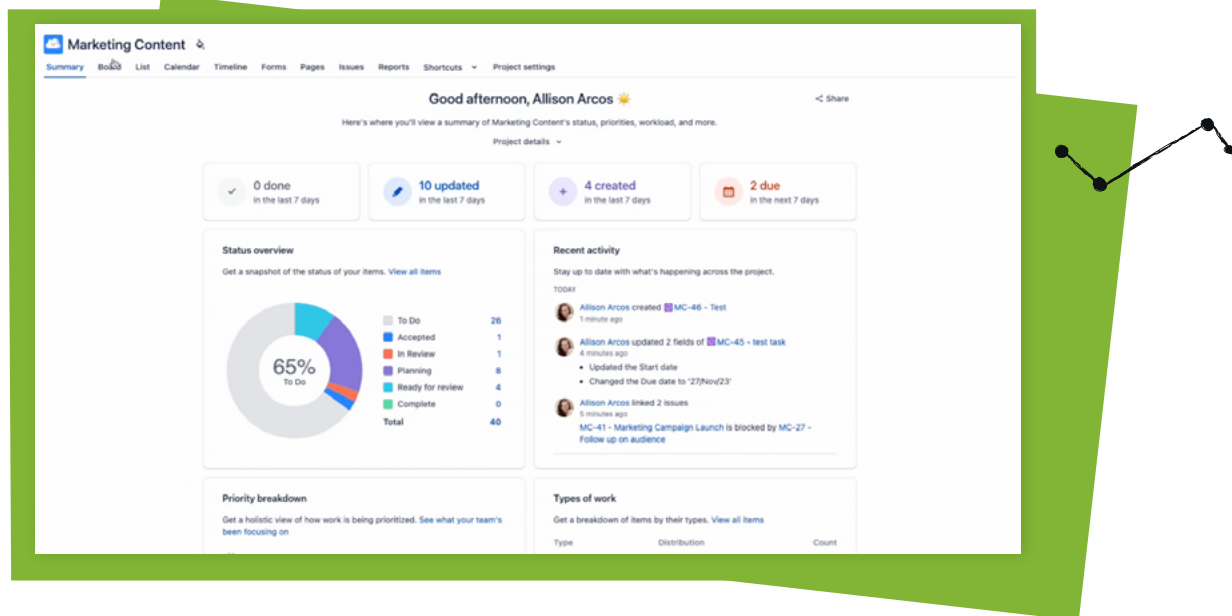 Marketing Content
Summary Board List Calendar Timeline Forms Pages Issues Reports Shortcuts Project settings
Good afternoon, Allison Arcos
Share
Here's where you'll view a summary of Marketing Content's status, priorities, workload, and more.
Project details
0 done
in the last 7 days
10 updated
in the last 7 days
4 created
in the last 7 days
2 due
in the next 7 days
Status overview
Get a snapshot of the status of your items. View all items
65%
To Do
To Do 26
Accepted 1
In Review 1
Planning 8
Ready for review 4
Complete 0
Total 40
Recent activity
Stay up to date with what's happening across the project.
TODAY
Allison Arcos created MC-46 - Test
1 minute ago
Allison Arcos updated 2 fields of MC-45 - test task
4 minutes ago
• Updated the Start date
• Changed the Due date to '27/Nov/23'
Allison Arcos linked 2 issues
5 minutes ago
MC-41 - Marketing Campaign Launch is blocked by MC-27 -
Follow up on audience
Priority breakdown
Get a holistic view of how work is being prioritized. See what your team's
been focusing on
Types of work
Get a breakdown of items by their types. View all items
Type Distribution Count